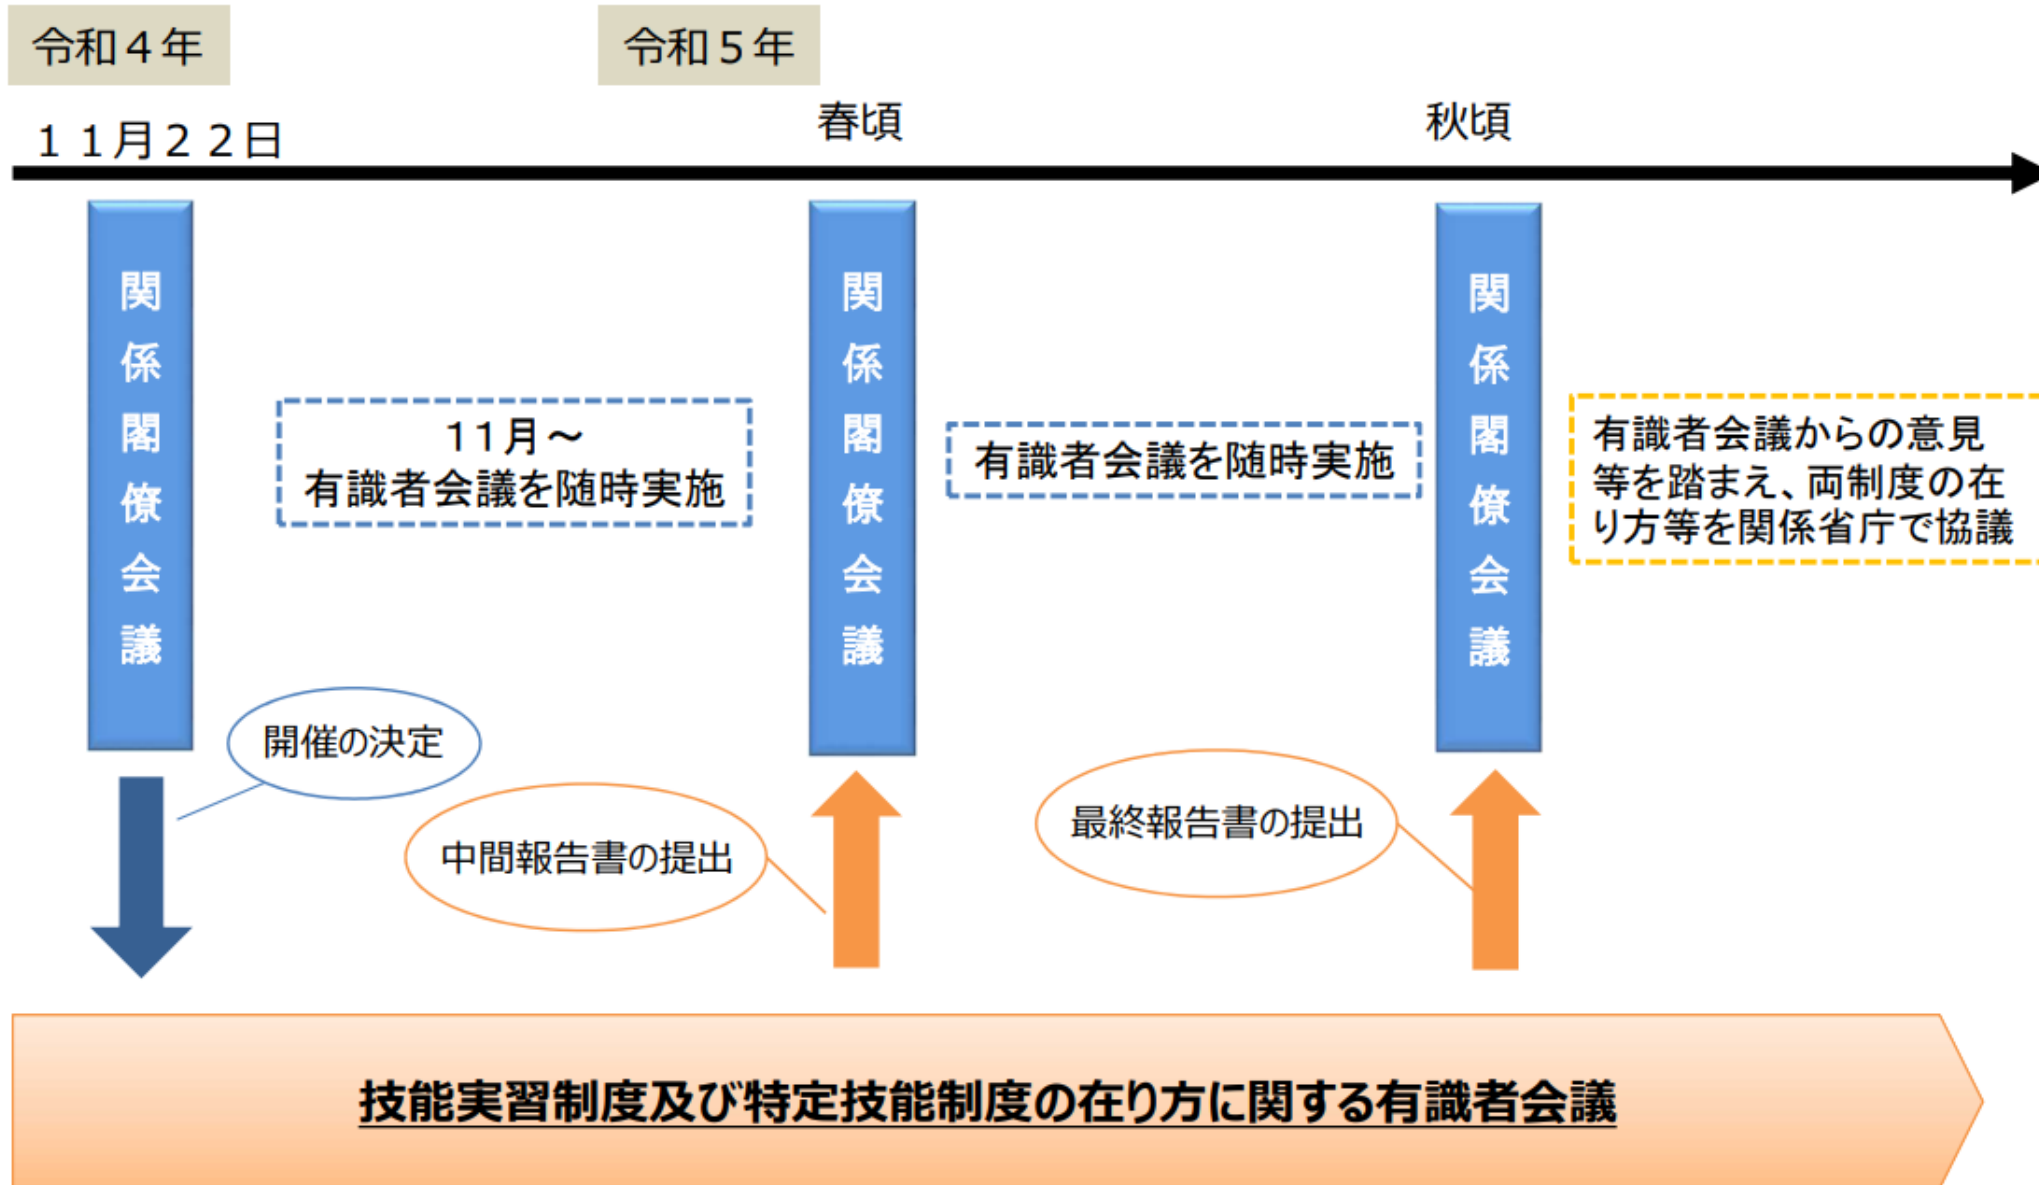 令和４年
令和５年
１１月２２日
春頃
秋頃
関係閣僚会議
関係閣僚会議
関係閣僚会議
11月～
有識者会議を随時実施
有識者会議を随時実施
有識者会議からの意見
等を踏まえ、両制度の在
り方等を関係省庁で協議
開催の決定
中間報告書の提出
最終報告書の提出
技能実習制度及び特定技能制度の在り方に関する有識者会議